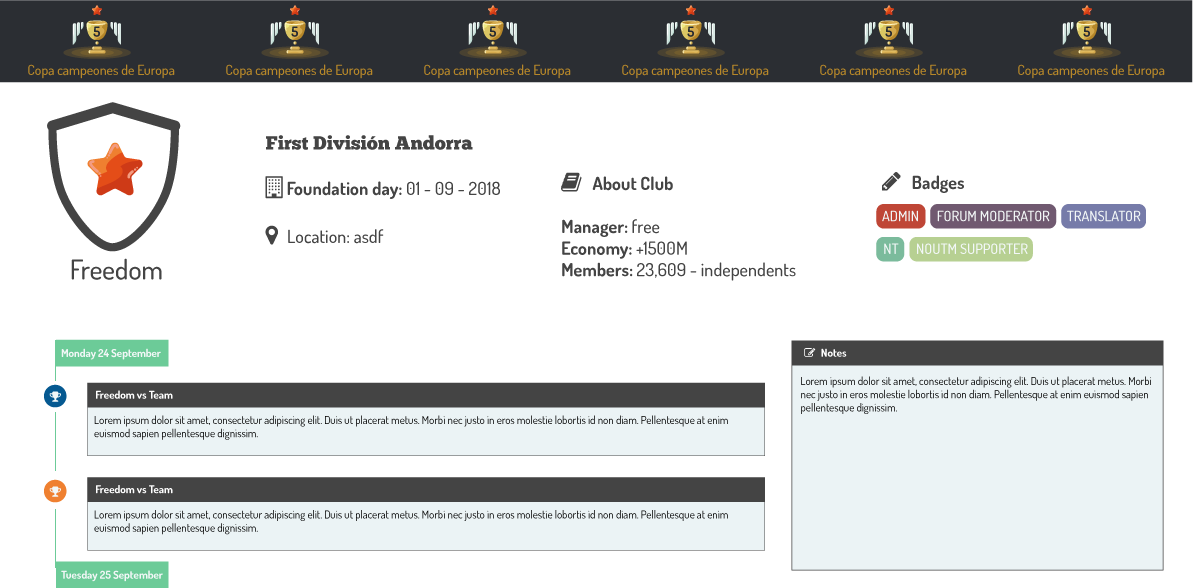 5 5 5 5 5 5
Copa campeones de Europa Copa campeones de Europa Copa campeones de Europa Copa campeones de Europa Copa campeones de Europa Copa campeones de Europa
Freedom
First División Andorra
Foundation day: 01 - 09 - 2018
Location: asdf
About Club
Manager: free
Economy: +1500M
Members: 23,609 - independents
Badges
ADMIN FORUM MODERATOR TRANSLATOR
NT NOUTM SUPPORTER
Monday 24 September
Freedom vs Team
Lorem ipsum dolor sit amet, consectetur adipiscing elit. Duis ut placerat metus. Morbi nec justo in eros molestie lobortis id non diam. Pellentesque at enim
euismod sapien pellentesque dignissim.
Freedom vs Team
Lorem ipsum dolor sit amet, consectetur adipiscing elit. Duis ut placerat metus. Morbi nec justo in eros molestie lobortis id non diam. Pellentesque at enim
euismod sapien pellentesque dignissim.
Tuesday 25 September
Notes
Lorem ipsum dolor sit amet, consectetur adipiscing elit. Duis ut placerat metus. Morbi
nec justo in eros molestie lobortis id non diam. Pellentesque at enim euismod sapien
pellentesque dignissim.